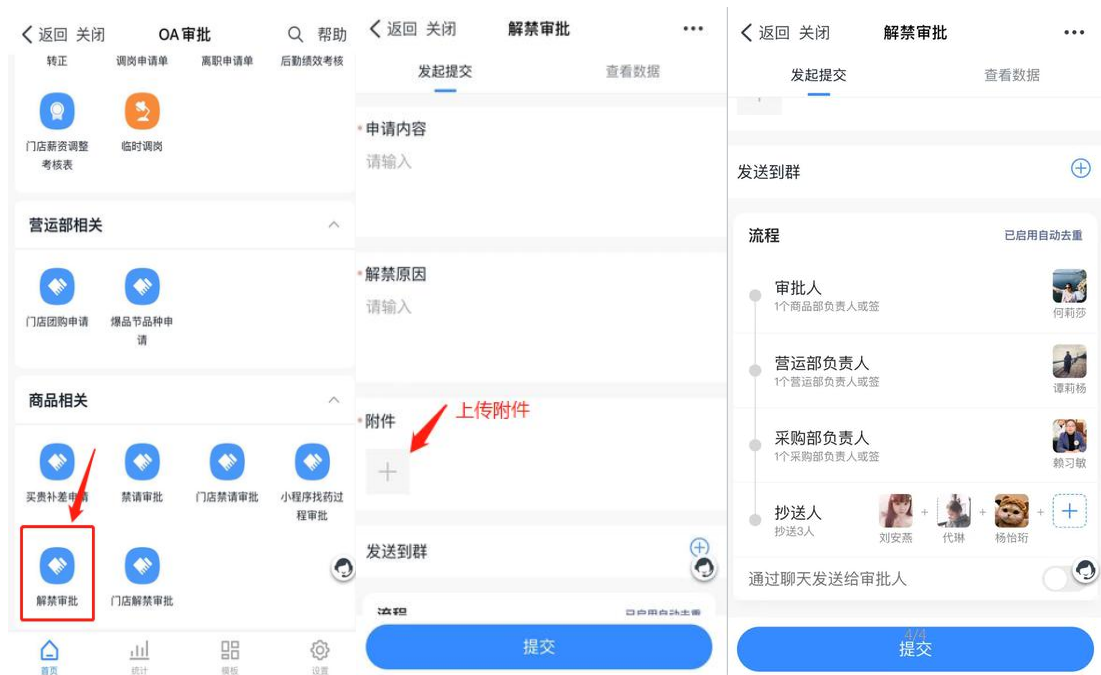 返回 关闭 OA审批 帮助
转正 调岗申请单 离职申请单 后勤绩效考核
门店薪资调整
考核表
临时调岗
营运部相关
门店团购申请
爆品节品种申
请
商品相关
买贵补差申请 禁请审批 门店禁请审批 小程序找药过
程审批
解禁审批 门店解禁审批
首页 统计 模板 设置
返回 关闭 解禁审批
发起提交 查看数据
*申请内容
请输入
*解禁原因
请输入
*附件
上传附件
发送到群
流程 已启用自动去重
提交
返回 关闭 解禁审批
发起提交 查看数据
发送到群
流程 已启用自动去重
审批人
1个商品部负责人或签
何莉莎
营运部负责人
1个营运部负责人或签
谭莉杨
采购部负责人
1个采购部负责人或签
赖习敏
抄送人
抄送3人
刘安燕 代琳 杨怡珩
通过聊天发送给审批人
4/4
提交